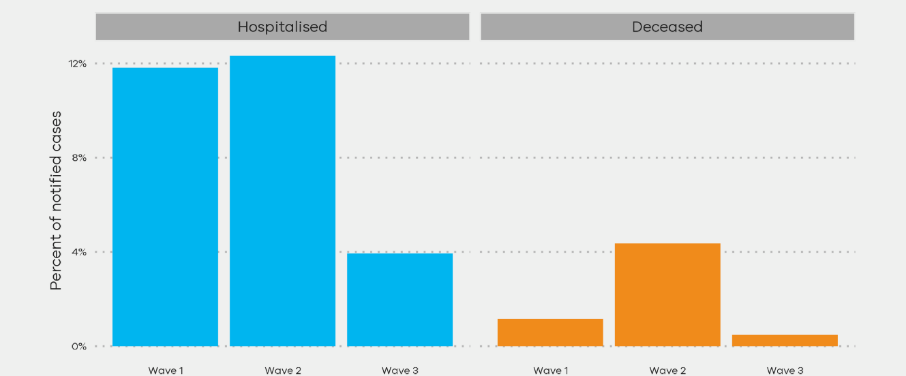 Hospitalised
Deceased
Percent of notified cases
12%
8%
4%
0%
Wave 1
Wave 2
Wave 3
Wave 1
Wave 2
Wave 3